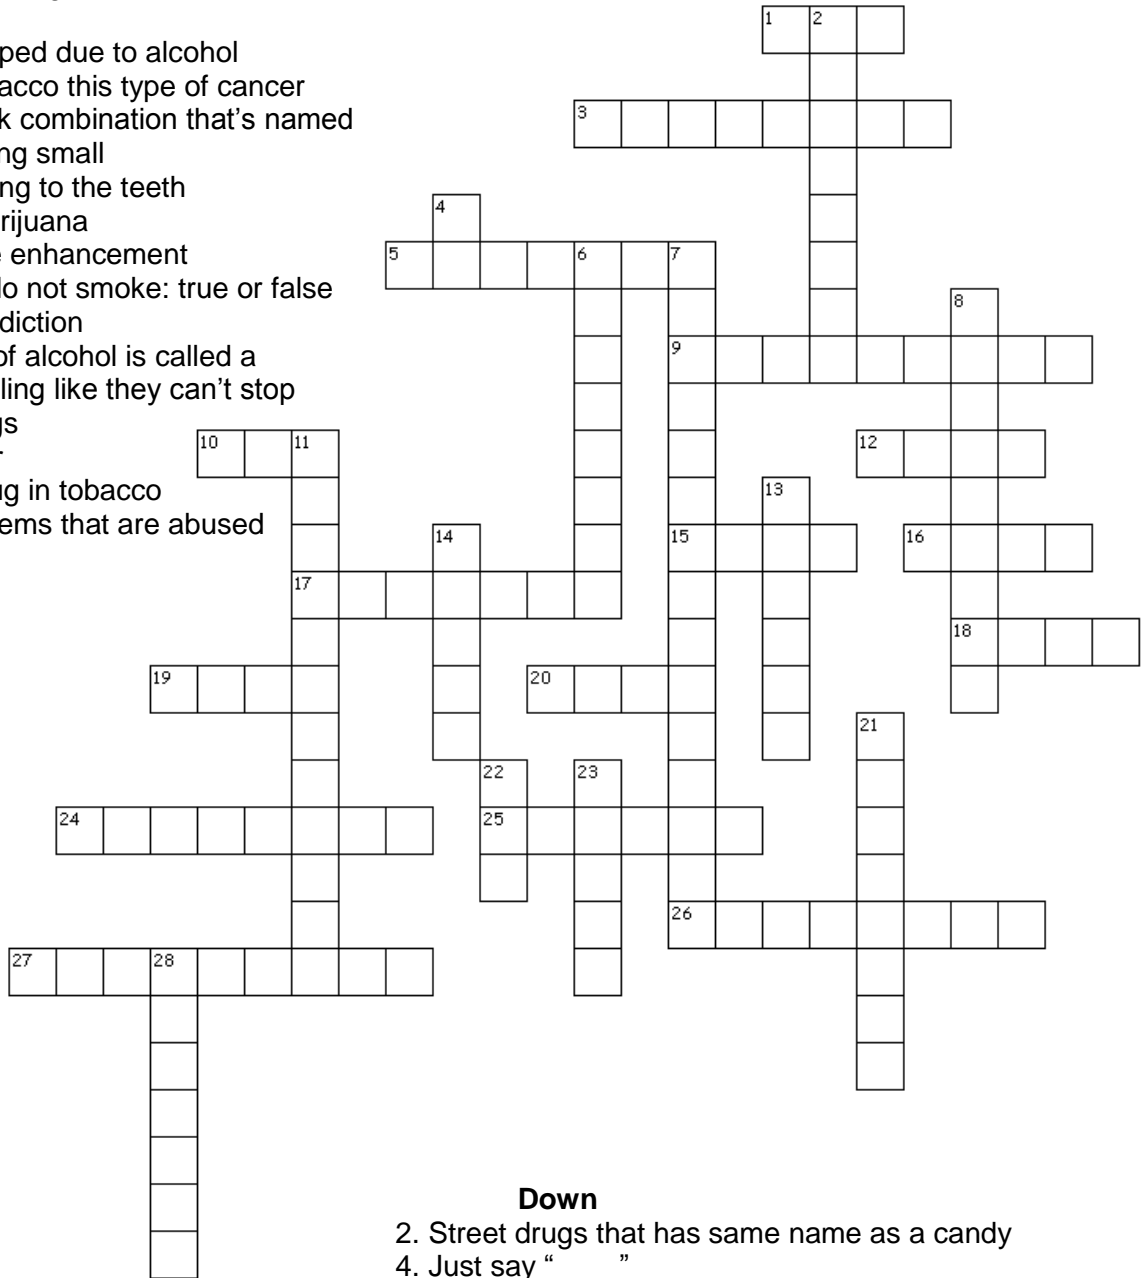 ped due to alcohol
acco this type of cancer
k combination that's named
ng small
ng to the teeth
rijuana
e enhancement
do not smoke: true or false
diction
of alcohol is called a
ling like they can’t stop
gs
ug in tobacco
ems that are abused
1 2
3
4
5 6 7
8
9
10 11 12
13
14 15 16
17
18
19 20
21
22 23
24 25
26
27 28
Down
2. Street drugs that has same name as a candy
4. Just say “ ”